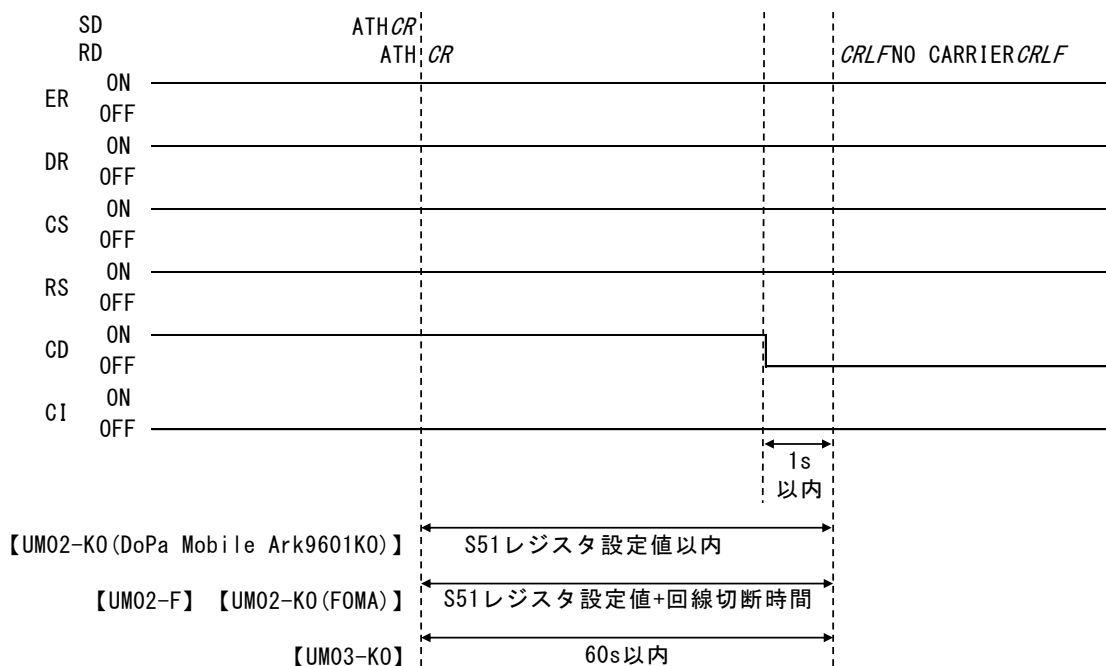 SD ATHCR
RD ATH CR CRLFNO CARRIERCRLF
ER ON
OFF
DR ON
OFF
CS ON
OFF
RS ON
OFF
CD ON
OFF
CI ON
OFF
1s
以内
【UM02-KO(DoPa Mobile Ark9601KO)】 S51レジスタ設定値以内
【UM02-F】【UM02-KO(FOMA)】 S51レジスタ設定値+回線切断時間
【UM03-KO】 60s以内